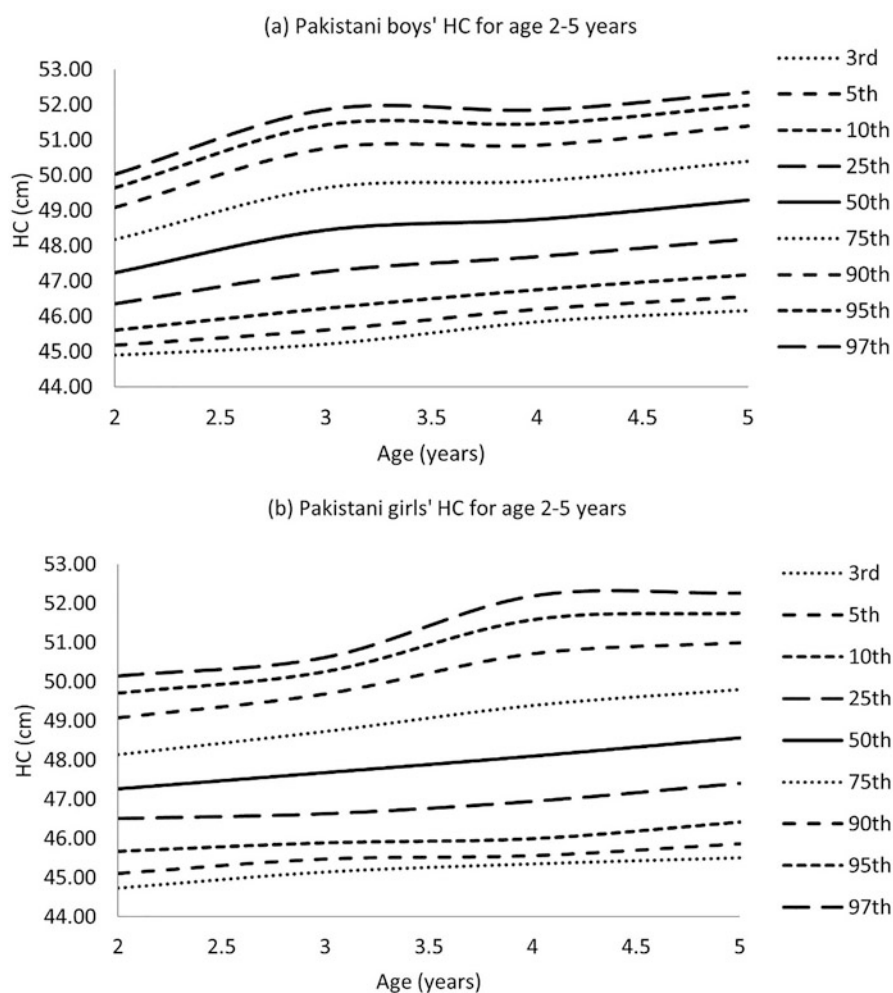 (a) Pakistani boys' HC for age 2-5 years
53.00
52.00
51.00
50.00
49.00
48.00
47.00
46.00
45.00
44.00
HC (cm)
2 2.5 3 3.5 4 4.5 5
Age (years)
3rd
5th
10th
25th
50th
75th
90th
95th
97th
(b) Pakistani girls' HC for age 2-5 years
53.00
52.00
51.00
50.00
49.00
48.00
47.00
46.00
45.00
44.00
HC (cm)
2 2.5 3 3.5 4 4.5 5
Age (years)
3rd
5th
10th
25th
50th
75th
90th
95th
97th